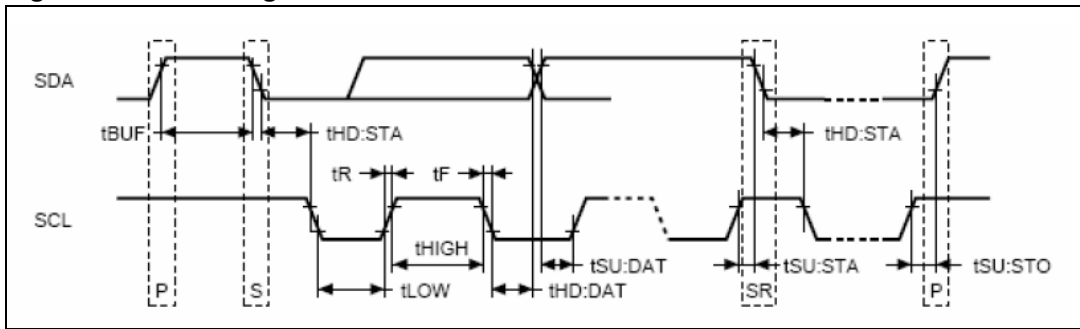 SDA
tBUF
tHD:STA
tHD:STA
tR
tF
SCL
tHIGH
tSU:DAT
tSU:STA
tSU:STO
P
S
tLOW
tHD:DAT
SR
P